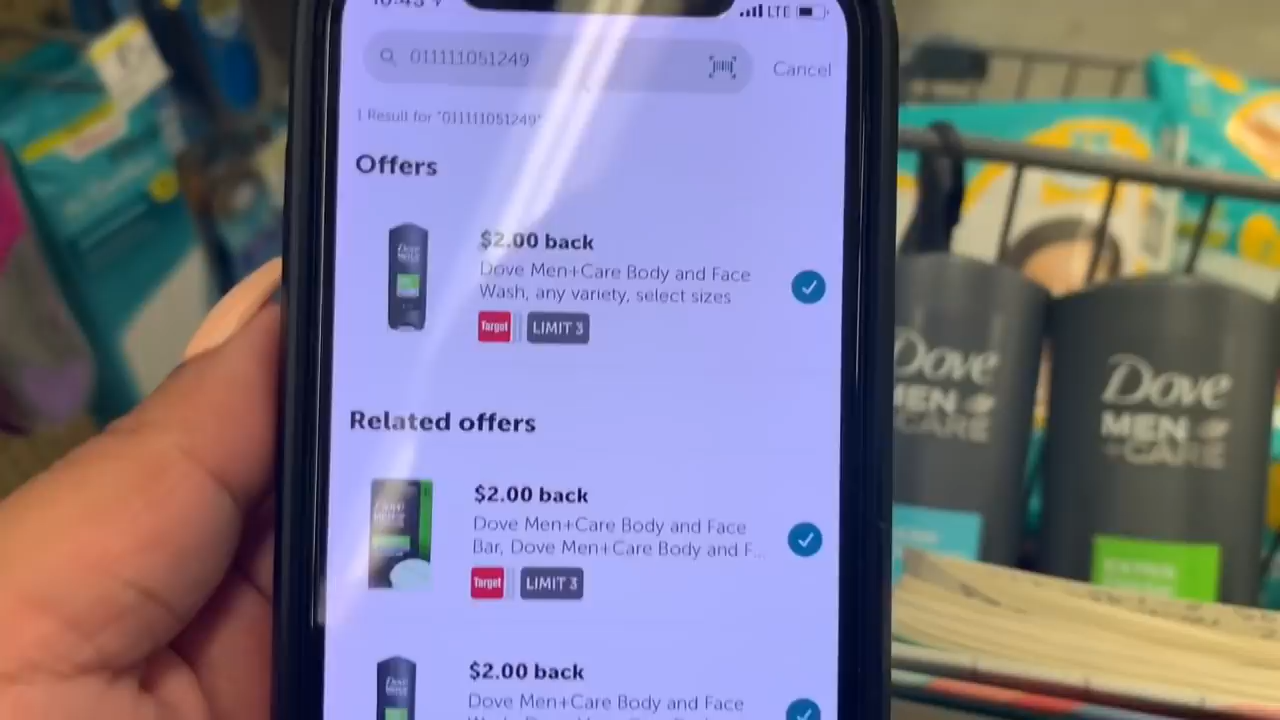 LTE
011111051249
Cancel
1 Result for "011111051249"
Offers
$2.00 back
Dove Men+Care Body and Face
Wash, any variety, select sizes
Target
LIMIT 3
Related offers
$2.00 back
Dove Men+Care Body and Face
Bar, Dove Men+Care Body and F...
Target
LIMIT 3
$2.00 back
Dove Men+Care Body and Face
Dove
MEN
+CARE
Dove
MEN
+CARE
EXTRA